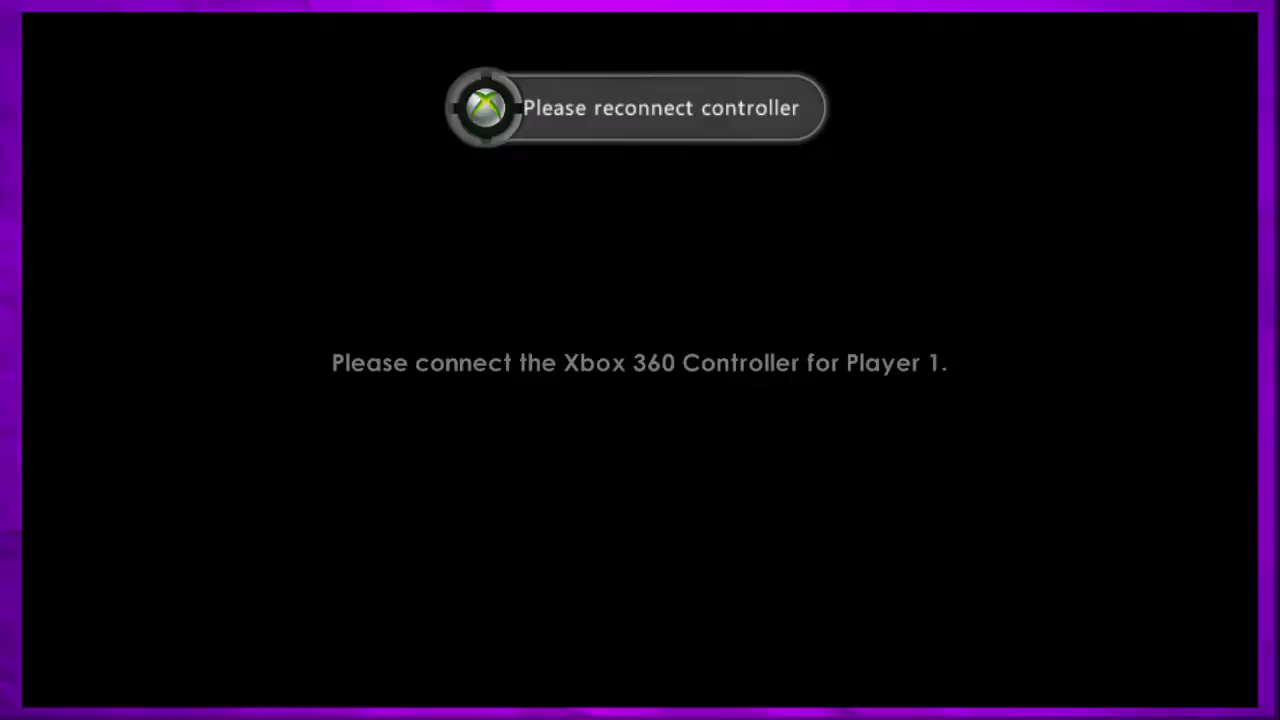 Please reconnect controller
Please connect the Xbox 360 Controller for Player 1.